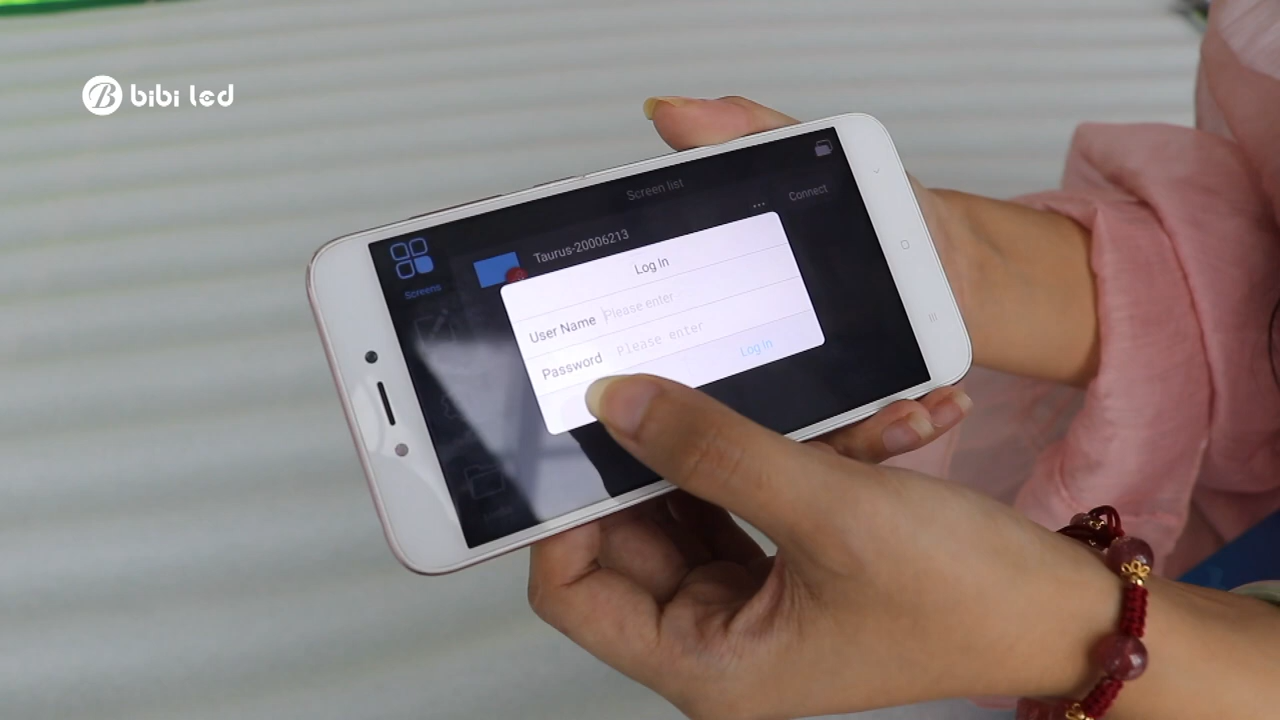 bibi led
Screen list
Connect
Taurus-20006213
Screens
Log In
User Name Please enter
Password Please enter
Log in